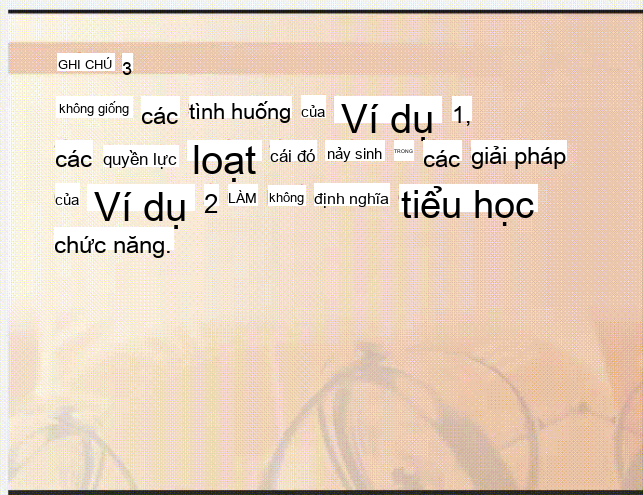 GHI CHÚ 3
không giống các tình huống của Ví dụ 1,
các quyền lực loạt cái đó nảy sinh TRONG các giải pháp
của Ví dụ 2 LÀM không định nghĩa tiểu học
chức năng.